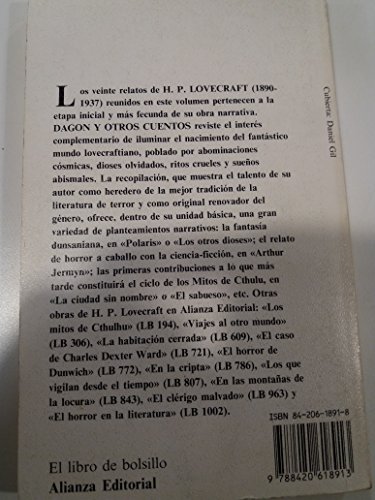 Los veinte relatos de H. P. LOVECRAFT (1890-
1937) reunidos en este volumen pertenecen a la
etapa inicial y más fecunda de su obra narrativa.
DAGON Y OTROS CUENTOS reviste el interés
complementario de iluminar el nacimiento del fantástico
mundo lovecraftiano, poblado por abominaciones
cósmicas, dioses olvidados, ritos crueles y sueños
abismales. La recopilación, que muestra el talento de su
autor como heredero de la mejor tradición de la
literatura de terror y como original renovador del
género, ofrece, dentro de su unidad básica, una gran
variedad de planteamientos narrativos: la fantasía
dunsaniana, en «Polaris» o «Los otros dioses»; el relato
de horror a caballo con la ciencia-ficción, en «Arthur
Jermyn»; las primeras contribuciones a lo que más
tarde constituirá el ciclo de los Mitos de Cthulu, en
«La ciudad sin nombre» o «El sabueso», etc. Otras
obras de H. P. Lovecraft en Alianza Editorial: «Los
mitos de Cthulhu» (LB 194), «Viajes al otro mundo»
(LB 306), «La habitación cerrada» (LB 609), «El caso
de Charles Dexter Ward» (LB 721), «El horror de
Dunwich» (LB 772), «En la cripta» (LB 786), «Los que
vigilan desde el tiempo» (LB 807), «En las montañas de
la locura» (LB 843), «El clérigo malvado» (LB 963) y
«El horror en la literatura» (LB 1002).
El libro de bolsillo
Alianza Editorial
Cubierta: Daniel Gil
ISBN 84-206-1891-8
9 788420 618913